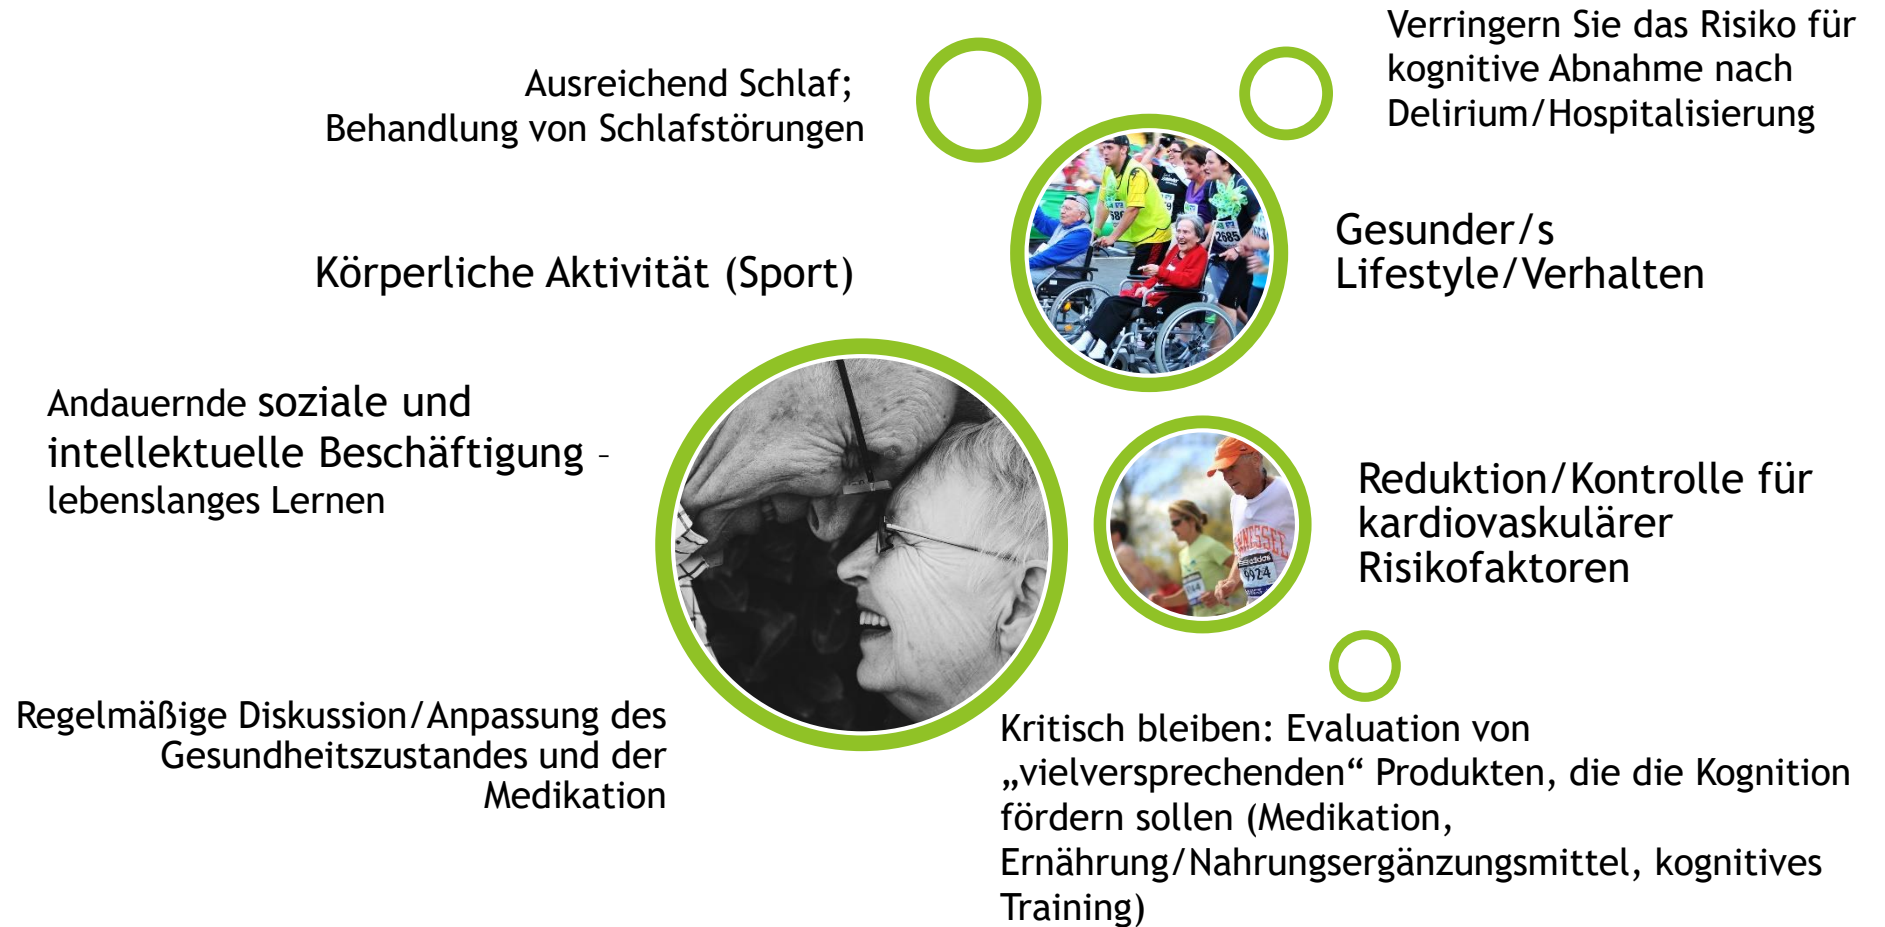 Ausreichend Schlaf;
Behandlung von Schlafstörungen
Verringern Sie das Risiko für
kognitive Abnahme nach
Delirium/Hospitalisierung
Körperliche Aktivität (Sport)
Gesunder/s
Lifestyle/Verhalten
2685
Andauernde soziale und
intellektuelle Beschäftigung –
lebenslanges Lernen
Reduktion/Kontrolle für
kardiovaskulärer
Risikofaktoren
9924
Regelmäßige Diskussion/Anpassung des
Gesundheitszustandes und der
Medikation
Kritisch bleiben: Evaluation von
„vielversprechenden“ Produkten, die die Kognition
fördern sollen (Medikation,
Ernährung/Nahrungsergänzungsmittel, kognitives
Training)